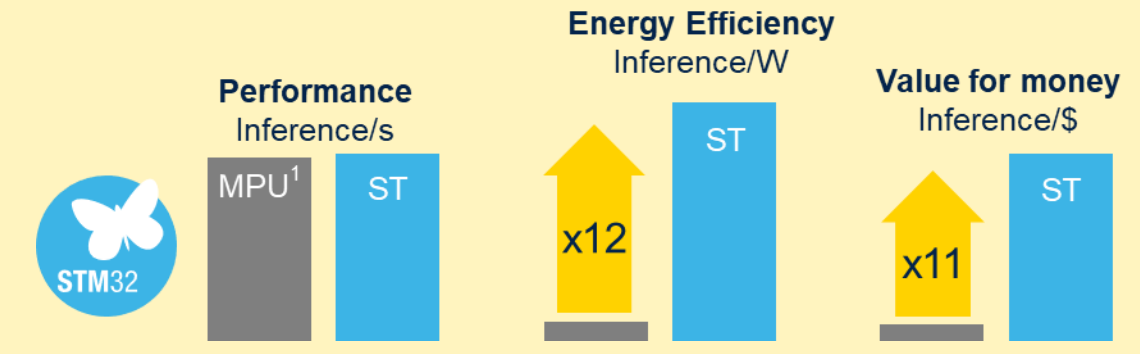 Performance
Inference/s
MPU¹
ST
STM32
Energy Efficiency
Inference/W
x12
ST
Value for money
Inference/$
x11
ST